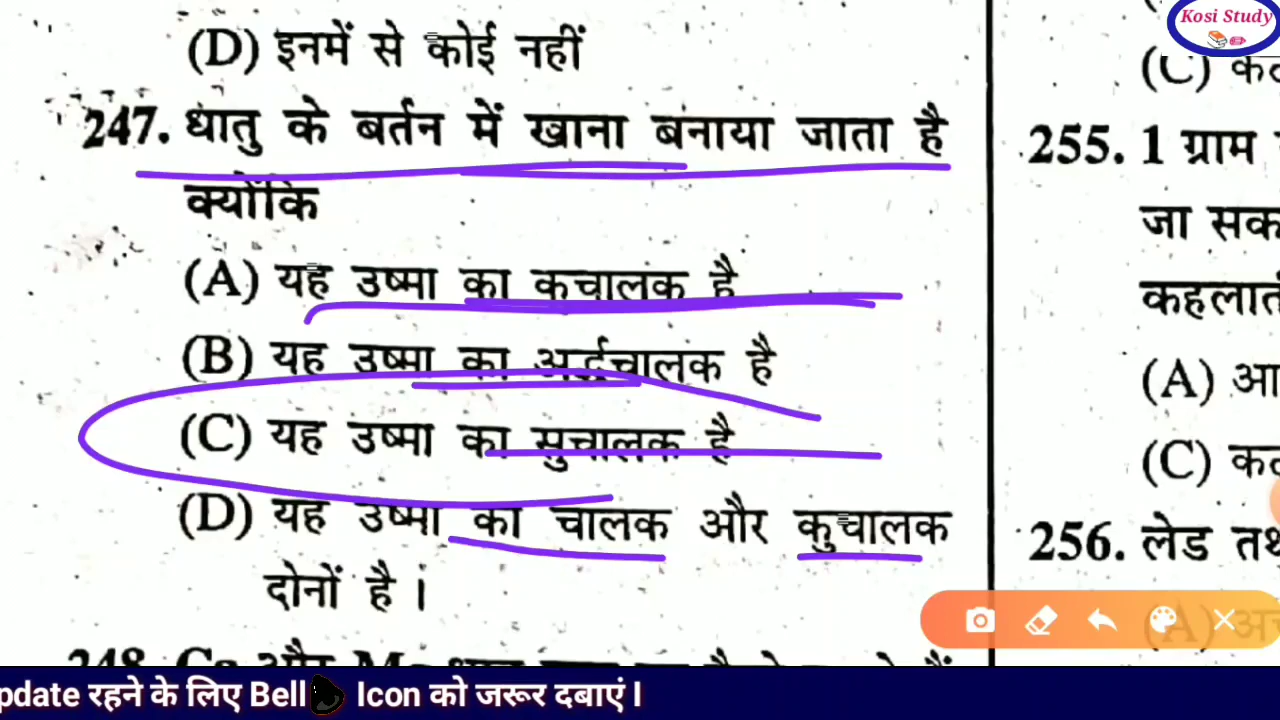 Kosi Study
(D) इनमें से कोई नहीं
247. धातु के बर्तन में खाना बनाया जाता है
क्योंकि
(A) यह उष्मा का कुचालक है
(B) यह उष्मा का अर्द्धचालक है
(C) यह उष्मा का सुचालक है
(D) यह उष्मा का चालक और कुचालक
दोनों है ।
248.
(C)
255. 1 ग्राम
जा सक
कहलात
(A) आ
(C)
256. लेड
(A)
pdate रहने के लिए Bell Icon को जरूर दबाएं ।